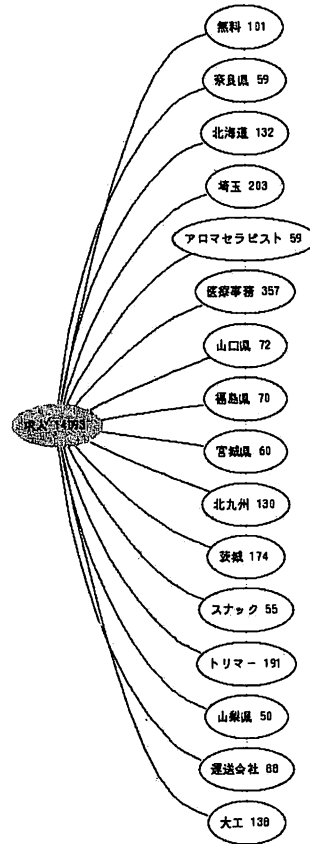 無料 101
奈良県 59
北海道 132
埼玉 203
アロマセラピスト 59
医療事務 357
山口県 72
福島県 70
求人
宮城県 60
北九州 130
茨城 174
スナック 55
トリマー 191
山梨県 50
運送会社 68
大工 138